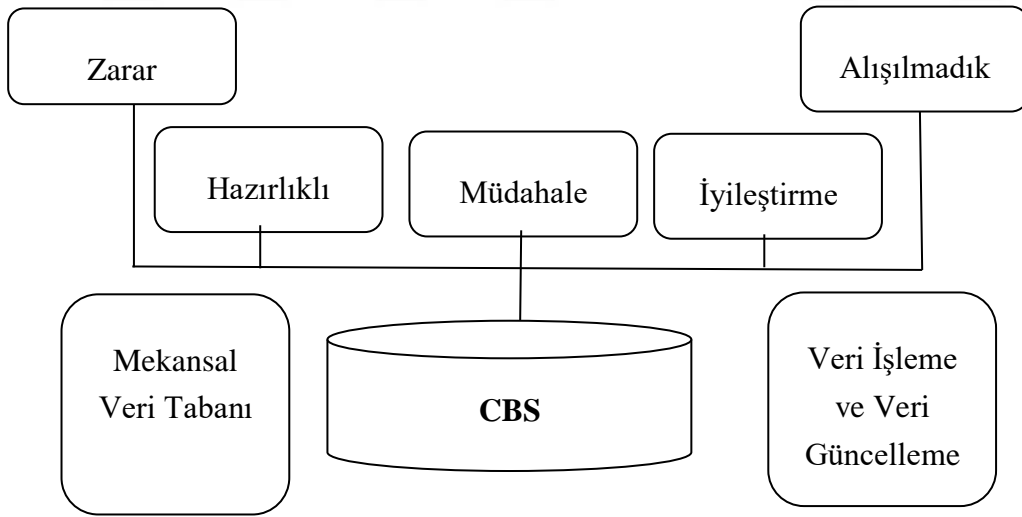 Zarar
Alışılmadık
Hazırlıklı
Müdahale
İyileştirme
Mekansal
Veri Tabanı
CBS
Veri İşleme
ve Veri
Güncelleme